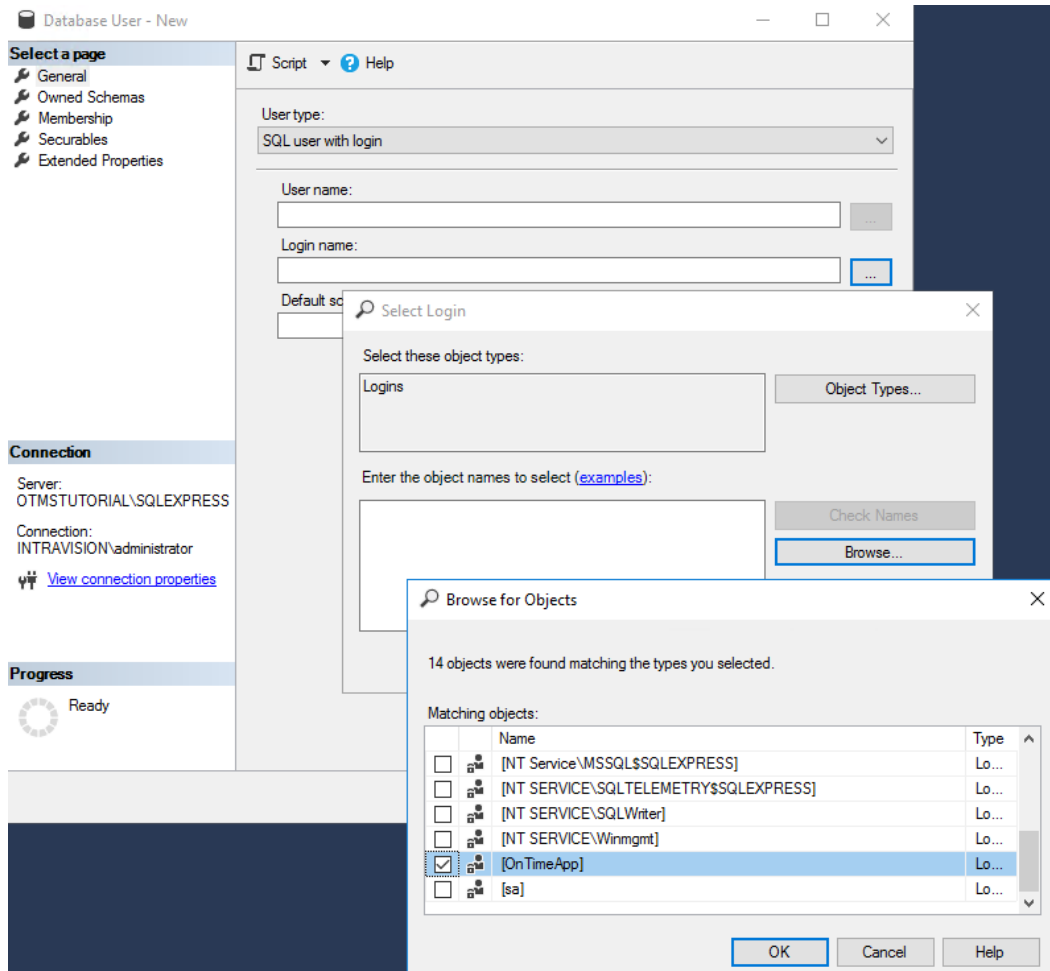 Database User - New
Select a page
General
Owned Schemas
Membership
Securables
Extended Properties
Script
Help
User type:
SQL user with login
User name:
...
Login name:
...
Default sc
Select Login
Select these object types:
Logins
Object Types...
Enter the object names to select (examples):
Check Names
Browse...
Connection
Server:
OTMSTUTORIAL\SQLEXPRESS
Connection:
INTRAVISION\administrator
View connection properties
Progress
Ready
Browse for Objects
14 objects were found matching the types you selected.
Matching objects:
Name Type
[NT Service\MSSQL$SQLEXPRESS] Lo...
[NT SERVICE\SQLTELEMETRY$SQLEXPRESS] Lo...
[NT SERVICE\SQLWriter] Lo...
[NT SERVICE\Winmgmt] Lo...
[OnTimeApp] Lo...
[sa] Lo...
OK Cancel Help